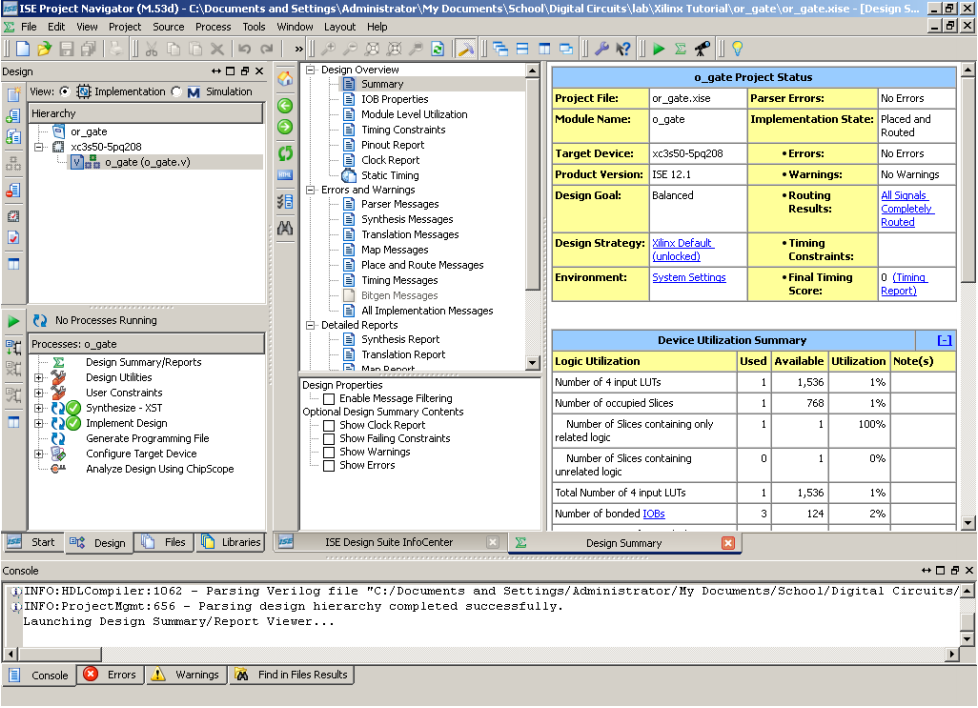 ISE Project Navigator (M.53d) - C:\Documents and Settings\Administrator\My Documents\School\Digital Circuits\lab\Xilinx Tutorial\or_gate\or_gate.xise - [Design S...
File Edit View Project Source Process Tools Window Layout Help
Design
View: Implementation Simulation
Hierarchy
or_gate
xc3s50-5pq208
o_gate (o_gate.v)
No Processes Running
Processes: o_gate
Design Summary/Reports
Design Utilities
User Constraints
Synthesize - XST
Implement Design
Generate Programming File
Configure Target Device
Analyze Design Using ChipScope
Start Design Files Libraries
Design Overview
Summary
IOB Properties
Module Level Utilization
Timing Constraints
Pinout Report
Clock Report
Static Timing
Errors and Warnings
Parser Messages
Synthesis Messages
Translation Messages
Map Messages
Place and Route Messages
Timing Messages
Bitgen Messages
All Implementation Messages
Detailed Reports
Synthesis Report
Translation Report
Map Report
Design Properties
Enable Message Filtering
Optional Design Summary Contents
Show Clock Report
Show Failing Constraints
Show Warnings
Show Errors
o_gate Project Status
Project File: or_gate.xise Parser Errors: No Errors
Module Name: o_gate Implementation State: Placed and
Routed
Target Device: xc3s50-5pq208 • Errors: No Errors
Product Version: ISE 12.1 • Warnings: No Warnings
Design Goal: Balanced • Routing All Signals
Results: Completely
Routed
Design Strategy: Xilinx Default • Timing
(unlocked) Constraints:
Environment: System Settings • Final Timing 0 (Timing
Score: Report)
Device Utilization Summary [-]
Logic Utilization Used Available Utilization Note(s)
Number of 4 input LUTs 1 1,536 1%
Number of occupied Slices 1 768 1%
Number of Slices containing only 1 1 100%
related logic
Number of Slices containing 0 1 0%
unrelated logic
Total Number of 4 input LUTs 1 1,536 1%
Number of bonded IOBs 3 124 2%
ISE Design Suite InfoCenter Design Summary
Console
INFO:HDLCompiler:1062 - Parsing Verilog file "C:/Documents and Settings/Administrator/My Documents/School/Digital Circuits/
INFO:ProjectMgmt:656 - Parsing design hierarchy completed successfully.
Launching Design Summary/Report Viewer...
Console Errors Warnings Find in Files Results